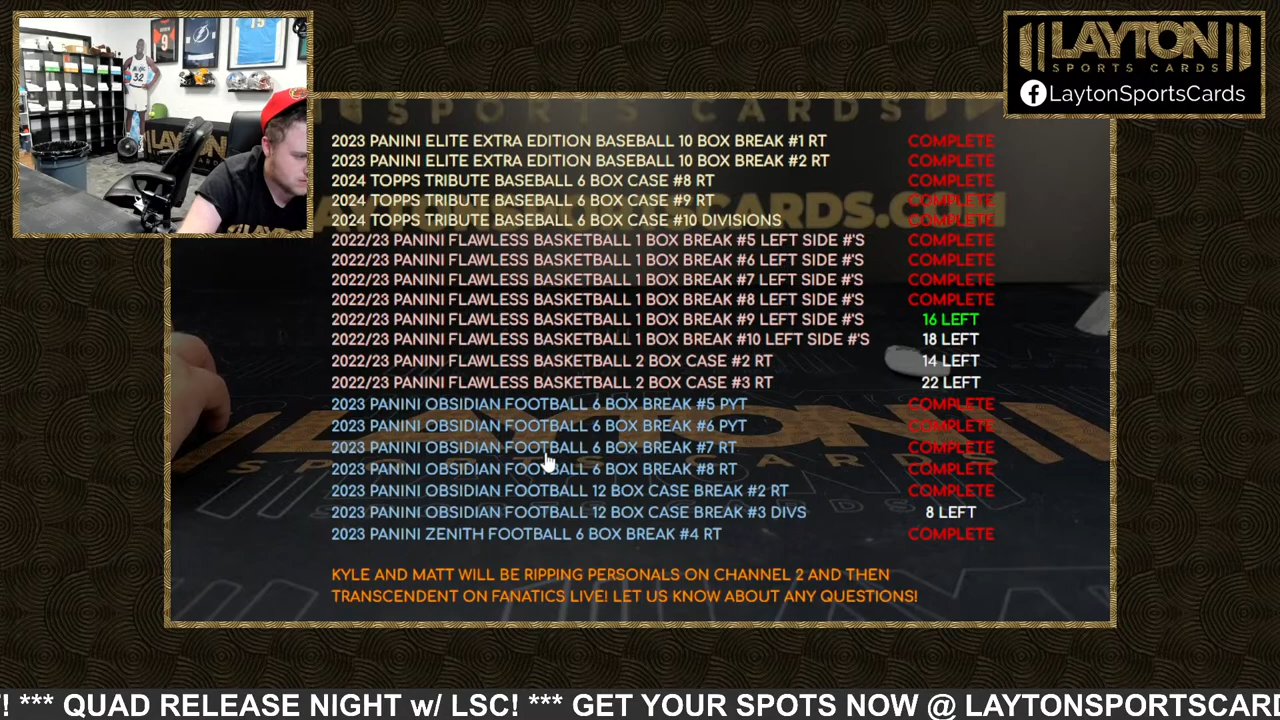 LAYTON
SPORTS CARDS
LaytonSportsCards
SPORTS CARDS
2023 PANINI ELITE EXTRA EDITION BASEBALL 10 BOX BREAK #1 RT COMPLETE
2023 PANINI ELITE EXTRA EDITION BASEBALL 10 BOX BREAK #2 RT COMPLETE
2024 TOPPS TRIBUTE BASEBALL 6 BOX CASE #8 RT COMPLETE
2024 TOPPS TRIBUTE BASEBALL 6 BOX CASE #9 RT COMPLETE
2024 TOPPS TRIBUTE BASEBALL 6 BOX CASE #10 DIVISIONS COMPLETE
2022/23 PANINI FLAWLESS BASKETBALL 1 BOX BREAK #5 LEFT SIDE #'S COMPLETE
2022/23 PANINI FLAWLESS BASKETBALL 1 BOX BREAK #6 LEFT SIDE #'S COMPLETE
2022/23 PANINI FLAWLESS BASKETBALL 1 BOX BREAK #7 LEFT SIDE #'S COMPLETE
2022/23 PANINI FLAWLESS BASKETBALL 1 BOX BREAK #8 LEFT SIDE #'S COMPLETE
2022/23 PANINI FLAWLESS BASKETBALL 1 BOX BREAK #9 LEFT SIDE #'S 16 LEFT
2022/23 PANINI FLAWLESS BASKETBALL 1 BOX BREAK #10 LEFT SIDE #'S 18 LEFT
2022/23 PANINI FLAWLESS BASKETBALL 2 BOX CASE #2 RT 14 LEFT
2022/23 PANINI FLAWLESS BASKETBALL 2 BOX CASE #3 RT 22 LEFT
2023 PANINI OBSIDIAN FOOTBALL 6 BOX BREAK #5 PYT COMPLETE
2023 PANINI OBSIDIAN FOOTBALL 6 BOX BREAK #6 PYT COMPLETE
2023 PANINI OBSIDIAN FOOTBALL 6 BOX BREAK #7 RT COMPLETE
2023 PANINI OBSIDIAN FOOTBALL 6 BOX BREAK #8 RT COMPLETE
2023 PANINI OBSIDIAN FOOTBALL 12 BOX CASE BREAK #2 RT COMPLETE
2023 PANINI OBSIDIAN FOOTBALL 12 BOX CASE BREAK #3 DIVS 8 LEFT
2023 PANINI ZENITH FOOTBALL 6 BOX BREAK #4 RT COMPLETE
KYLE AND MATT WILL BE RIPPING PERSONALS ON CHANNEL 2 AND THEN
TRANSCENDENT ON FANATICS LIVE! LET US KNOW ABOUT ANY QUESTIONS!
! *** QUAD RELEASE NIGHT w/ LSC! *** GET YOUR SPOTS NOW @ LAYTONSPORTSCARD